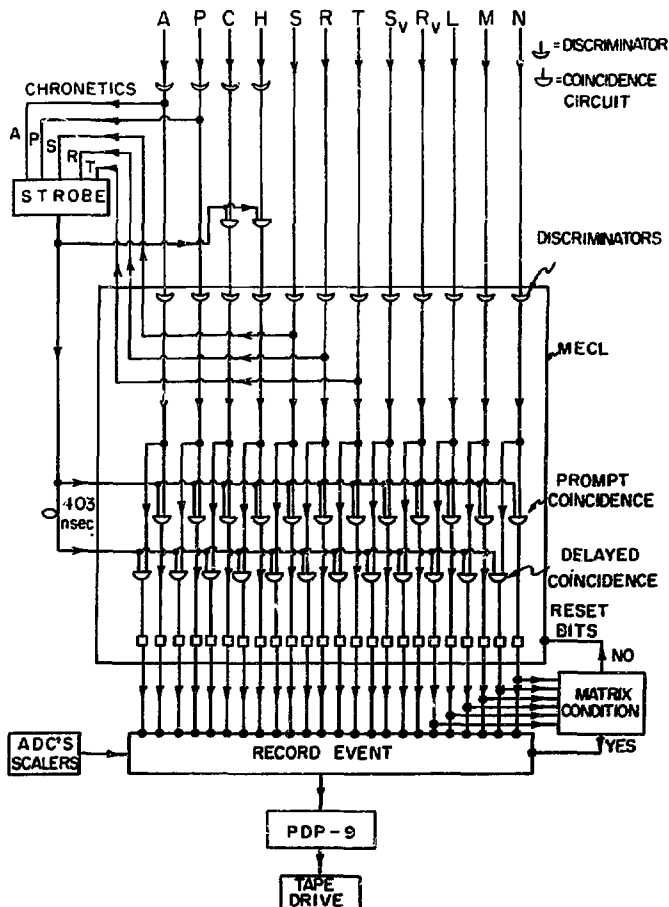 A P C H S R T Sv Rv L M N
=DISCRIMINATOR
=COINCIDENCE
CIRCUIT
CHRONETICS
A P S R T
STROBE
DISCRIMINATORS
MECL
PROMPT
COINCIDENCE
403
nsec
DELAYED
COINCIDENCE
RESET
BITS
NO
MATRIX
CONDITION
YES
ADC'S
SCALERS
RECORD EVENT
PDP-9
TAPE
DRIVE